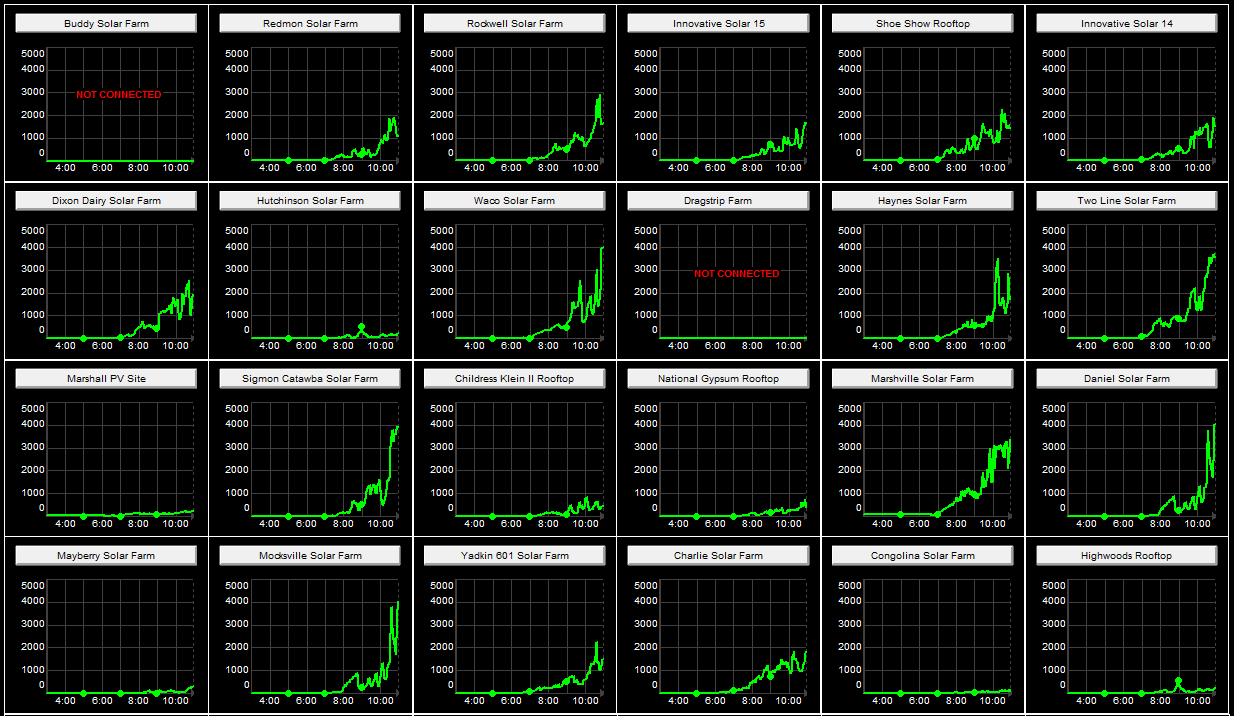 Buddy Solar Farm Redmon Solar Farm Rockwell Solar Farm Innovative Solar 15 Shoe Show Rooftop Innovative Solar 14
5000 5000 5000 5000 5000 5000
4000 4000 4000 4000 4000 4000
3000 NOT CONNECTED 3000 3000 3000 3000 3000
2000 2000 2000 2000 2000 2000
1000 1000 1000 1000 1000 1000
0 0 0 0 0 0
4:00 6:00 8:00 10:00 4:00 6:00 8:00 10:00 4:00 6:00 8:00 10:00 4:00 6:00 8:00 10:00 4:00 6:00 8:00 10:00 4:00 6:00 8:00 10:00
Dixon Dairy Solar Farm Hutchinson Solar Farm Waco Solar Farm Dragstrip Farm Haynes Solar Farm Two Line Solar Farm
5000 5000 5000 5000 5000 5000
4000 4000 4000 4000 4000 4000
3000 3000 3000 3000 NOT CONNECTED 3000 3000
2000 2000 2000 2000 2000 2000
1000 1000 1000 1000 1000 1000
0 0 0 0 0 0
4:00 6:00 8:00 10:00 4:00 6:00 8:00 10:00 4:00 6:00 8:00 10:00 4:00 6:00 8:00 10:00 4:00 6:00 8:00 10:00 4:00 6:00 8:00 10:00
Marshall PV Site Sigmon Catawba Solar Farm Childress Klein II Rooftop National Gypsum Rooftop Marshville Solar Farm Daniel Solar Farm
5000 5000 5000 5000 5000 5000
4000 4000 4000 4000 4000 4000
3000 3000 3000 3000 3000 3000
2000 2000 2000 2000 2000 2000
1000 1000 1000 1000 1000 1000
0 0 0 0 0 0
4:00 6:00 8:00 10:00 4:00 6:00 8:00 10:00 4:00 6:00 8:00 10:00 4:00 6:00 8:00 10:00 4:00 6:00 8:00 10:00 4:00 6:00 8:00 10:00
Mayberry Solar Farm Mocksville Solar Farm Yadkin 601 Solar Farm Charlie Solar Farm Congolina Solar Farm Highwoods Rooftop
5000 5000 5000 5000 5000 5000
4000 4000 4000 4000 4000 4000
3000 3000 3000 3000 3000 3000
2000 2000 2000 2000 2000 2000
1000 1000 1000 1000 1000 1000
0 0 0 0 0 0
4:00 6:00 8:00 10:00 4:00 6:00 8:00 10:00 4:00 6:00 8:00 10:00 4:00 6:00 8:00 10:00 4:00 6:00 8:00 10:00 4:00 6:00 8:00 10:00